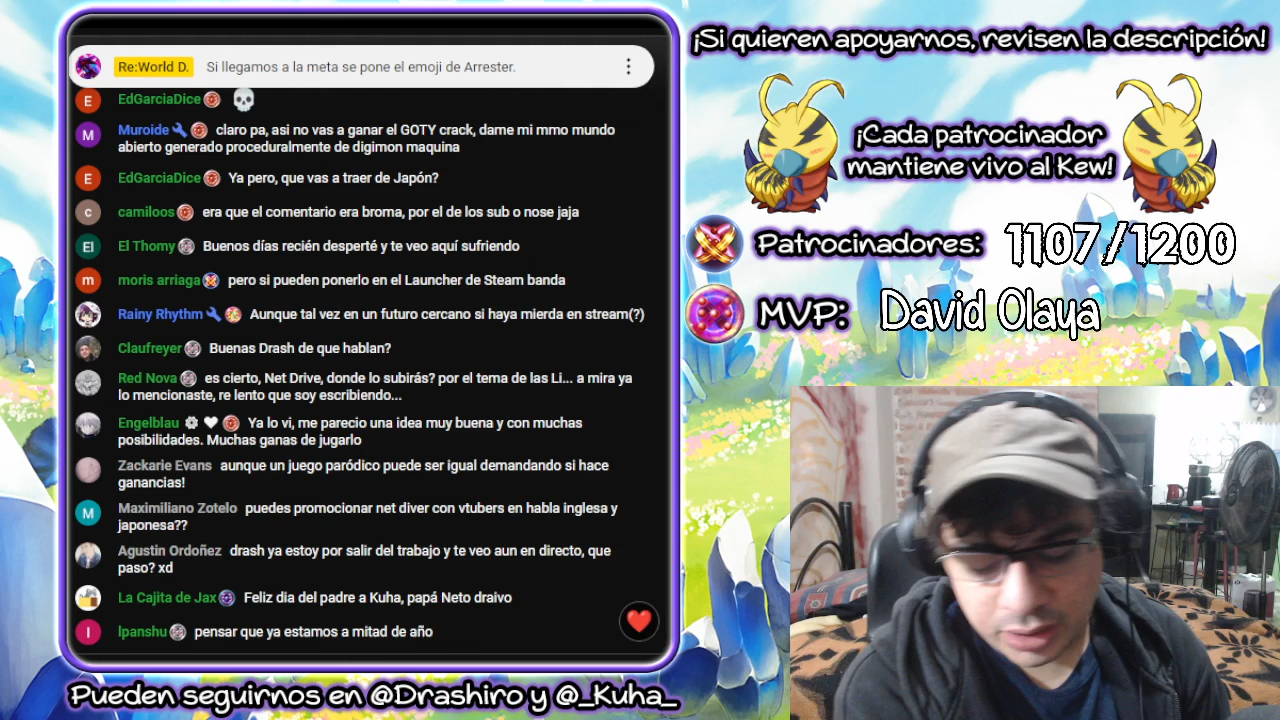 Re:World D. Si llegamos a la meta se pone el emoji de Arrester.
E EdGarciaDice
M Muroide claro pa, asi no vas a ganar el GOTY crack, dame mi mmo mundo
abierto generado proceduralmente de digimon maquina
E EdGarciaDice Ya pero, que vas a traer de Japón?
c camiloos era que el comentario era broma, por el de los sub o nose jaja
El El Thomy Buenos días recién desperté y te veo aquí sufriendo
m moris arriaga pero si pueden ponerlo en el Launcher de Steam banda
Rainy Rhythm Aunque tal vez en un futuro cercano si haya mierda en stream(?)
Claufreyer Buenas Drash de que hablan?
Red Nova es cierto, Net Drive, donde lo subirás? por el tema de las Li... a mira ya
lo mencionaste, re lento que soy escribiendo...
Engelblau Ya lo vi, me parecio una idea muy buena y con muchas
posibilidades. Muchas ganas de jugarlo
Zackarie Evans aunque un juego paródico puede ser igual demandando si hace
ganancias!
M Maximiliano Zotelo puedes promocionar net diver con vtubers en habla inglesa y
japonesa??
Agustin Ordoñez drash ya estoy por salir del trabajo y te veo aun en directo, que
paso? xd
La Cajita de Jax Feliz dia del padre a Kuha, papá Neto draivo
I lpanshu pensar que ya estamos a mitad de año
Pueden seguirnos en @Drashiro y @_Kuha_
¡Si quieren apoyarnos, revisen la descripción!
¡Cada patrocinador
mantiene vivo al Kew!
Patrocinadores: 1107/1200
MVP: David Olaya